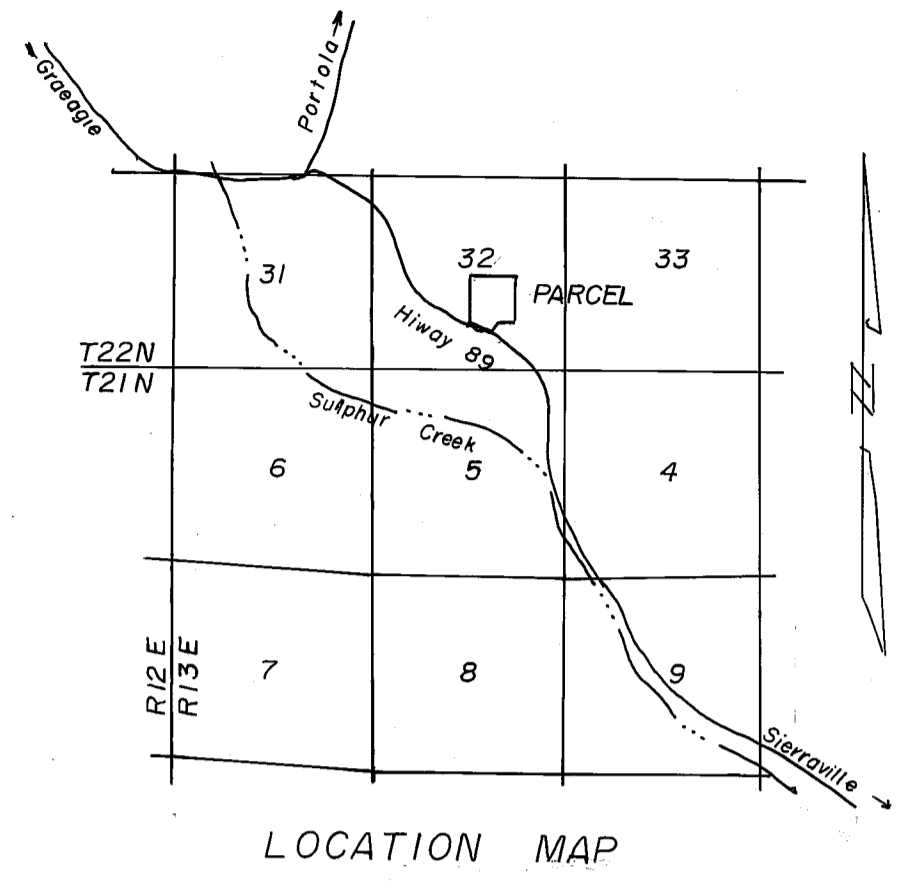 Graeagle
Portola
31
32
33
PARCEL
Hiway 89
T22N
T21N
Sulphur Creek
6
5
4
R12E
R13E
7
8
9
Sierraville
N
LOCATION MAP